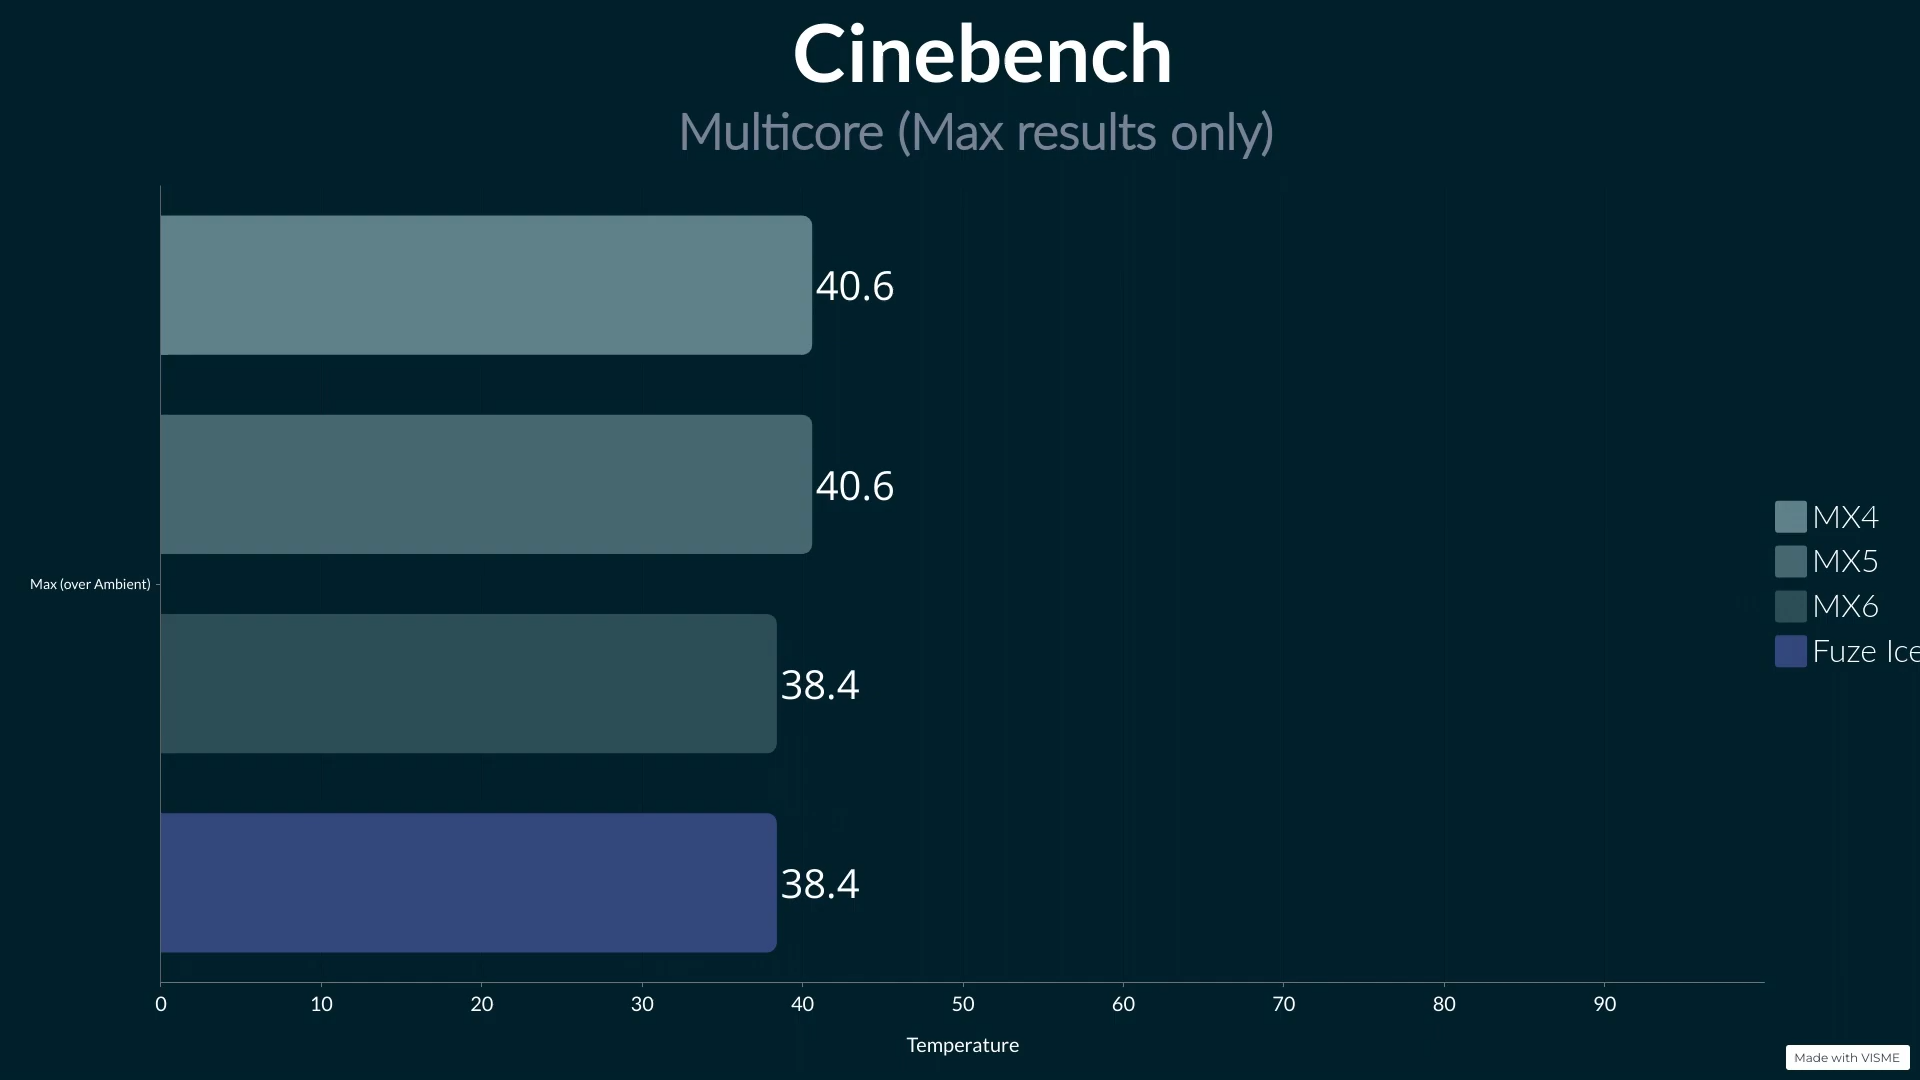 Cinebench
Multicore (Max results only)
40.6
40.6
MX4
MX5
Max (over Ambient)
MX6
Fuze Ice
38.4
38.4
0 10 20 30 40 50 60 70 80 90
Temperature
Made with VISME